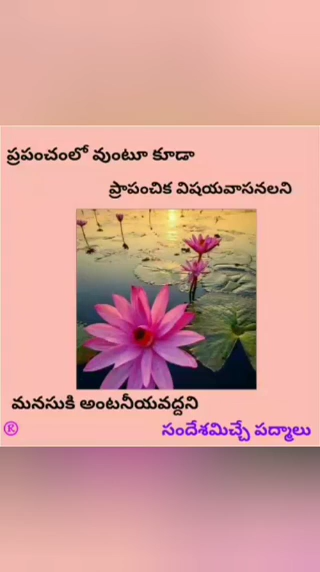 ప్రపంచంలో వుంటూ కూడా
ప్రాపంచిక విషయవాసనలని
మనసుకి అంటనీయవద్దని
® సందేశమిచ్చే పద్మాలు